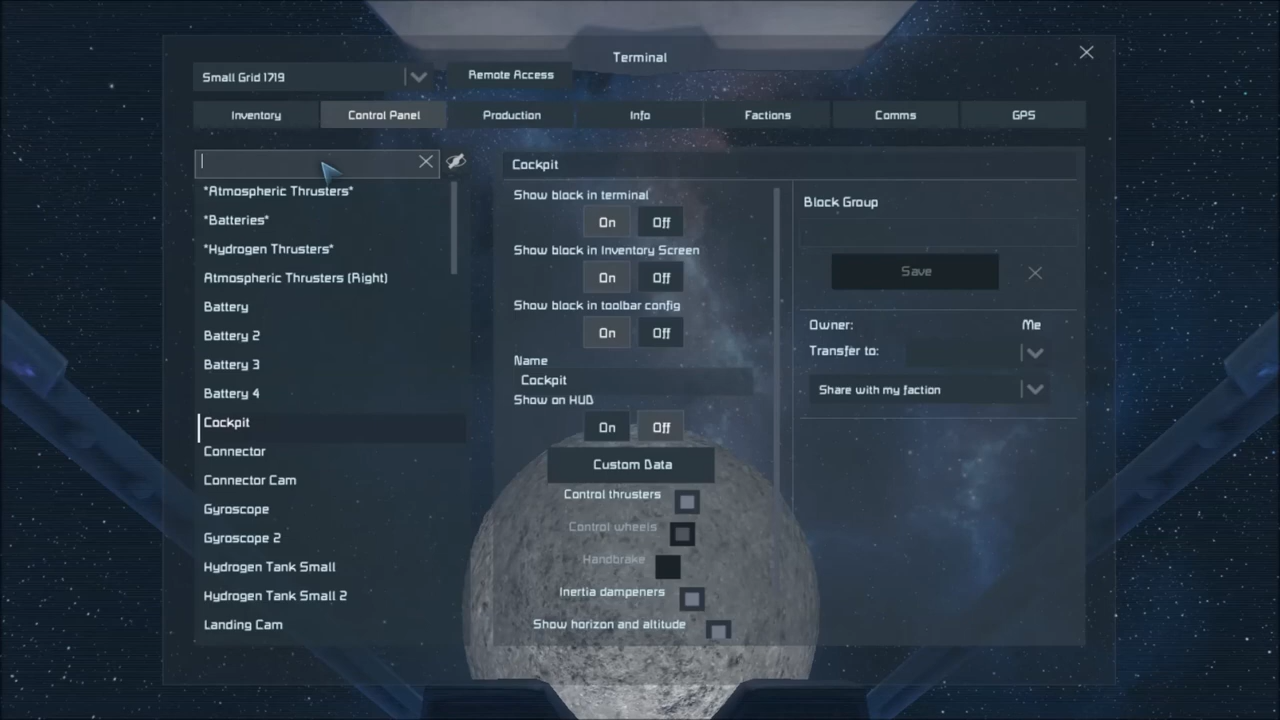 Terminal
Small Grid 1719
Remote Access
Inventory
Control Panel
Production
Info
Factions
Comms
GPS
*Atmospheric Thrusters*
*Batteries*
*Hydrogen Thrusters*
Atmospheric Thrusters (Right)
Battery
Battery 2
Battery 3
Battery 4
Cockpit
Connector
Connector Cam
Gyroscope
Gyroscope 2
Hydrogen Tank Small
Hydrogen Tank Small 2
Landing Cam
Cockpit
Show block in terminal
On Off
Show block in Inventory Screen
On Off
Show block in toolbar config
On Off
Name
Cockpit
Show on HUD
On Off
Custom Data
Control thrusters
Control wheels
Handbrake
Inertia dampeners
Show horizon and altitude
Block Group
Save
Owner: Me
Transfer to:
Share with my faction